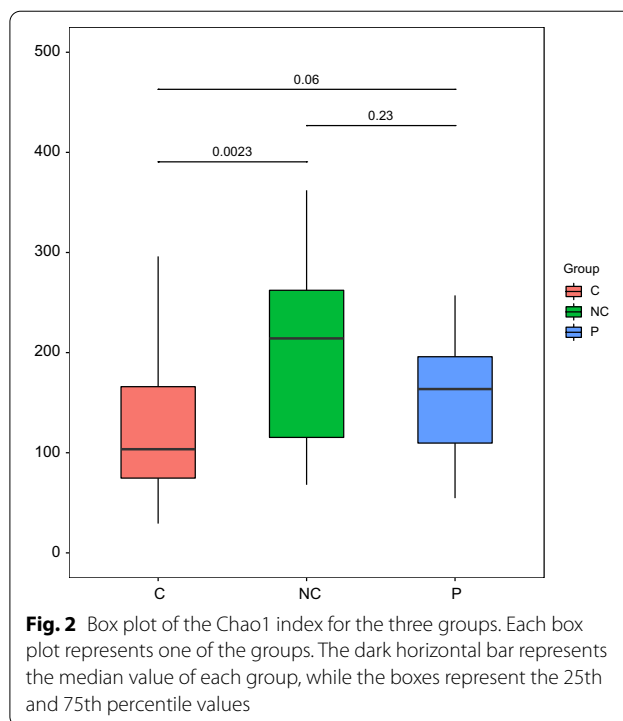 500
400
300
200
100
0
0.06
0.23
0.0023
C
NC
P
Group
C
NC
P
Fig. 2 Box plot of the Chao1 index for the three groups. Each box
plot represents one of the groups. The dark horizontal bar represents
the median value of each group, while the boxes represent the 25th
and 75th percentile values